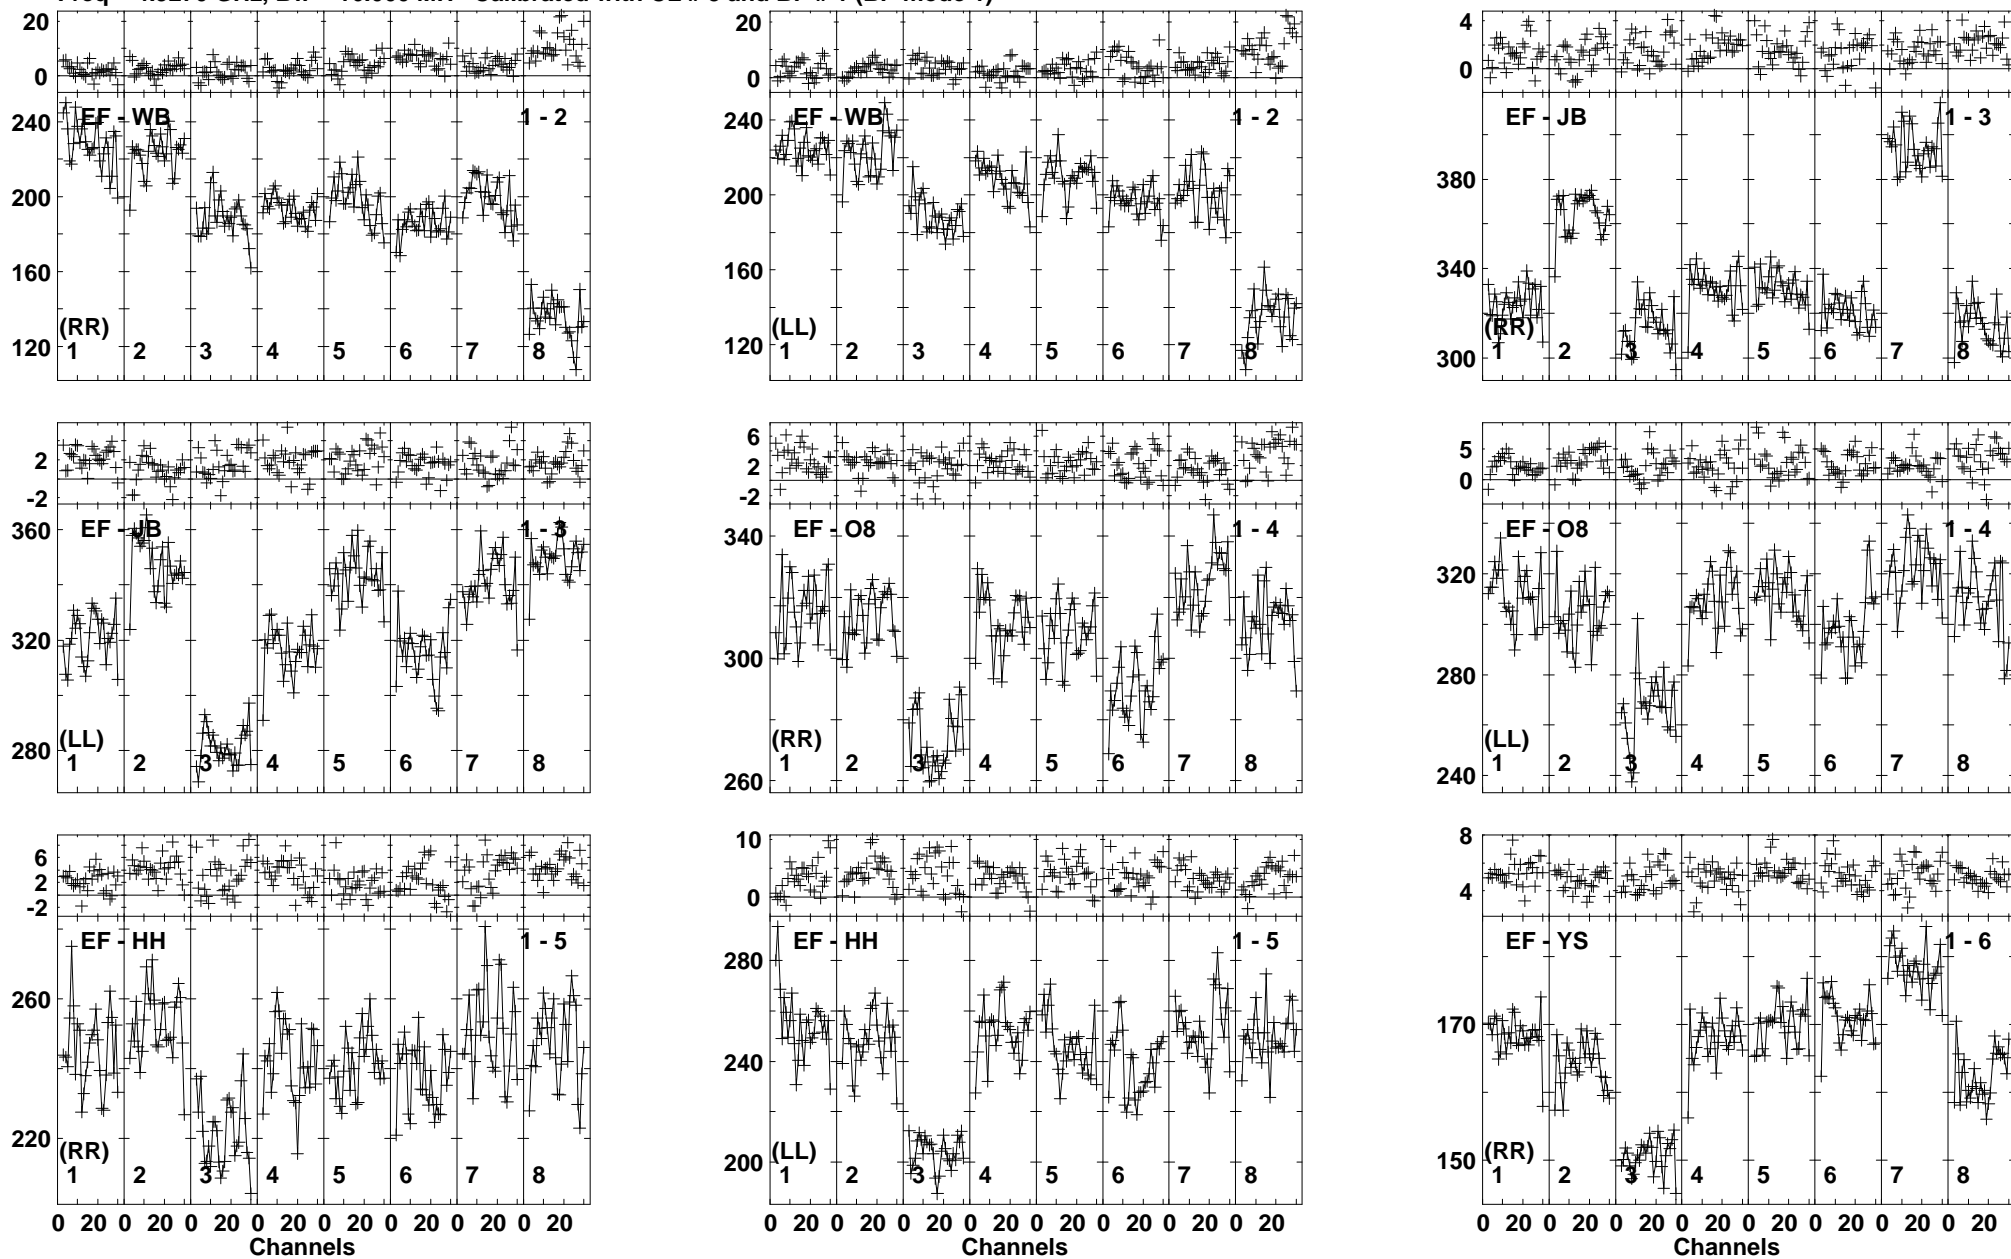 20
0
240
200
160
120
EF - WB
1 - 2
(RR)
1 2 3 4 5 6 7 8
20
0
240
200
160
120
EF - WB
1 - 2
(LL)
1 2 3 4 5 6 7 8
4
0
380
340
300
EF - JB
1 - 3
(RR)
1 2 3 4 5 6 7 8
2
-2
360
320
280
EF - JB
1 - 3
(LL)
1 2 3 4 5 6 7 8
6
2
-2
340
300
260
EF - O8
1 - 4
(RR)
1 2 3 4 5 6 7 8
5
0
320
280
240
EF - O8
1 - 4
(LL)
1 2 3 4 5 6 7 8
6
2
-2
260
220
EF - HH
1 - 5
(RR)
1 2 3 4 5 6 7 8
0 20 0 20 0 20 0 20 0 20 0 20 0 20 0 20
Channels
10
0
280
240
200
EF - HH
1 - 5
(LL)
1 2 3 4 5 6 7 8
0 20 0 20 0 20 0 20 0 20 0 20 0 20 0 20
Channels
8
4
170
150
EF - YS
1 - 6
(RR)
1 2 3 4 5 6 7 8
0 20 0 20 0 20 0 20 0 20 0 20 0 20 0 20
Channels